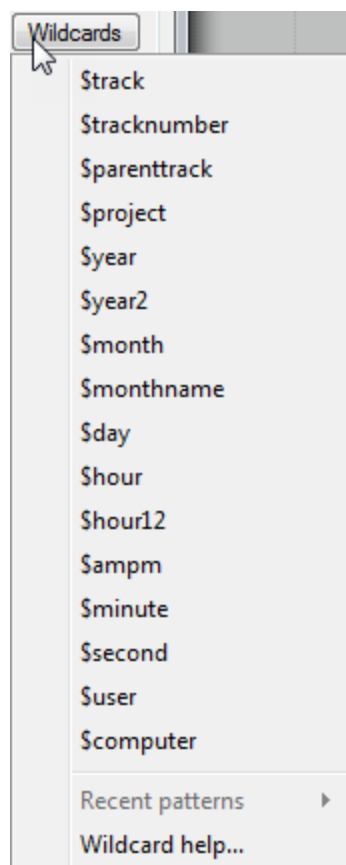 Wildcards
$track
$tracknumber
$parenttrack
$project
$year
$year2
$month
$monthname
$day
$hour
$hour12
$ampm
$minute
$second
$user
$computer
Recent patterns
Wildcard help...